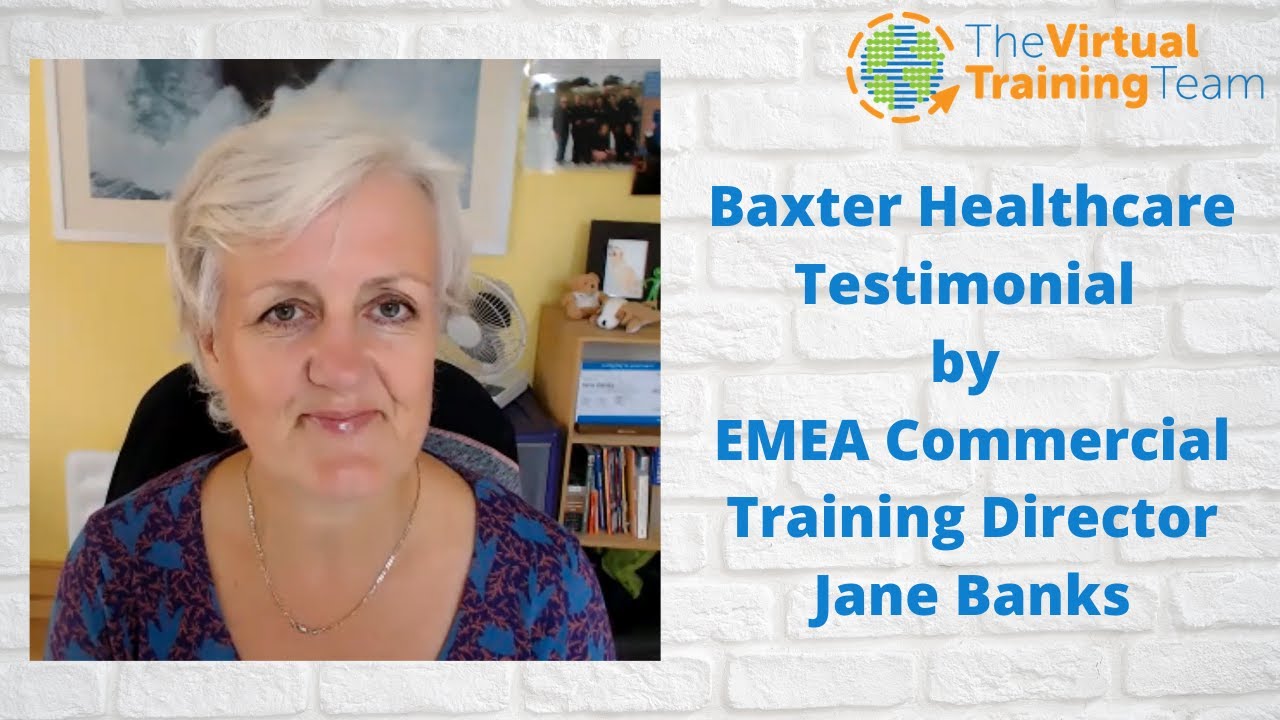 TheVirtual
TrainingTeam
Baxter Healthcare
Testimonial
by
EMEA Commercial
Training Director
Jane Banks